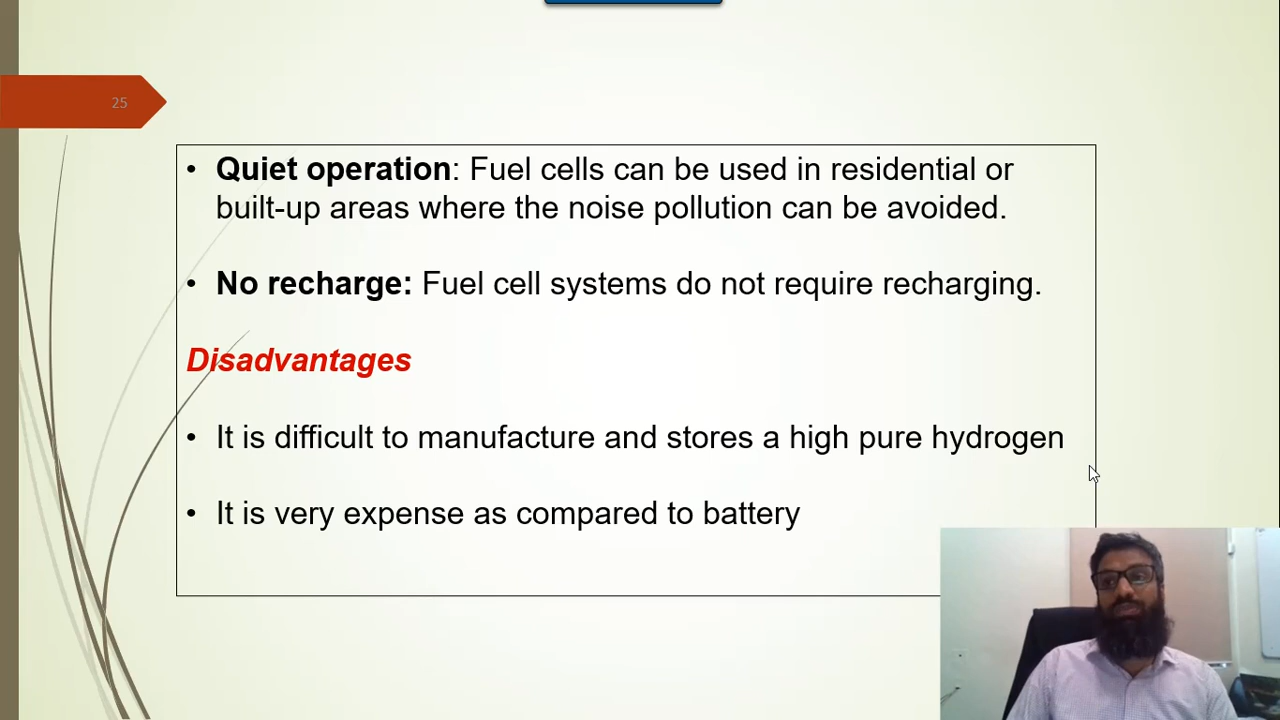 25
• Quiet operation: Fuel cells can be used in residential or
built-up areas where the noise pollution can be avoided.
• No recharge: Fuel cell systems do not require recharging.
Disadvantages
• It is difficult to manufacture and stores a high pure hydrogen
• It is very expense as compared to battery